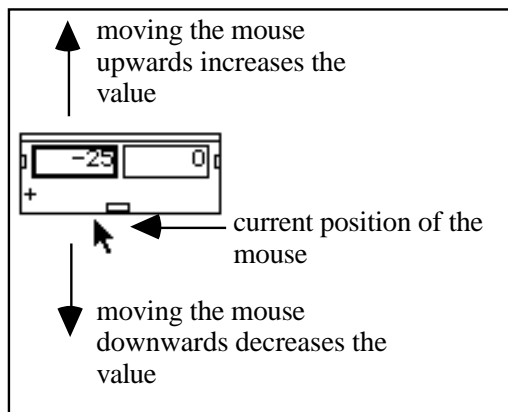 moving the mouse
upwards increases the
value
-25 0
+
current position of the
mouse
moving the mouse
downwards decreases the
value